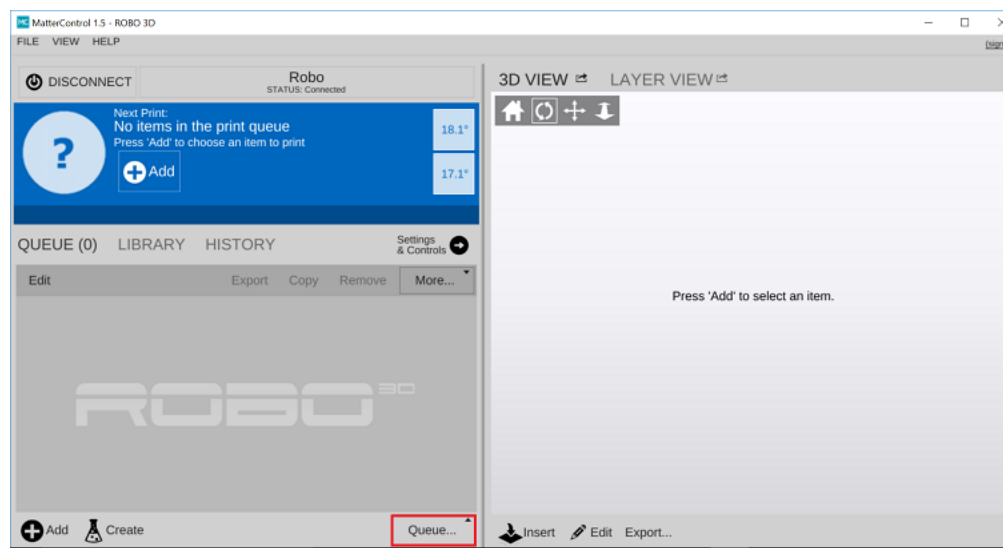 MC MatterControl 1.5 - ROBO 3D
FILE VIEW HELP
(sign
DISCONNECT
Robo
STATUS: Connected
Next Print:
No items in the print queue
Press 'Add' to choose an item to print
?
Add
18.1°
17.1°
QUEUE (0) LIBRARY HISTORY
Settings
& Controls
Edit Export Copy Remove More...
ROBO 3D
Add Create Queue...
3D VIEW LAYER VIEW
Press 'Add' to select an item.
Insert Edit Export...